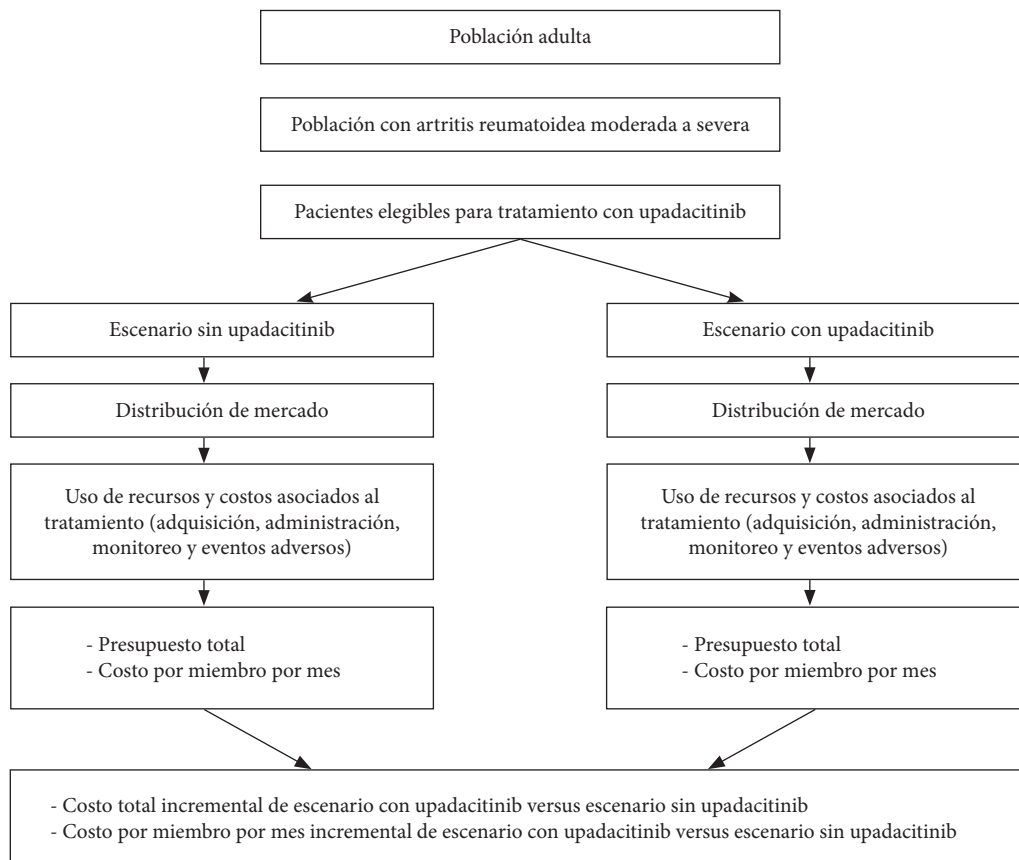 Población adulta
Población con artritis reumatoidea moderada a severa
Pacientes elegibles para tratamiento con upadacitinib
Escenario sin upadacitinib
Distribución de mercado
Uso de recursos y costos asociados al
tratamiento (adquisición, administración,
monitoreo y eventos adversos)
- Presupuesto total
- Costo por miembro por mes
Escenario con upadacitinib
Distribución de mercado
Uso de recursos y costos asociados al
tratamiento (adquisición, administración,
monitoreo y eventos adversos)
- Presupuesto total
- Costo por miembro por mes
- Costo total incremental de escenario con upadacitinib versus escenario sin upadacitinib
- Costo por miembro por mes incremental de escenario con upadacitinib versus escenario sin upadacitinib